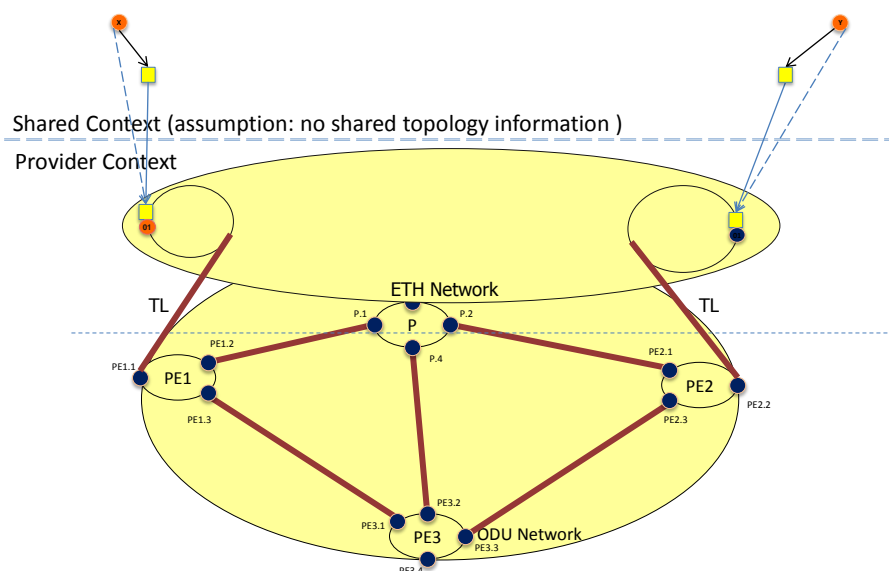 X
Y
Shared Context (assumption: no shared topology information )
Provider Context
01
ETH Network
TL
TL
P.1
P
P.2
PE1.2
P.4
PE2.1
PE1.1
PE1
PE2
PE1.3
PE2.3
PE2.2
PE3.2
PE3.1
PE3
ODU Network
PE3.3
PE3.4